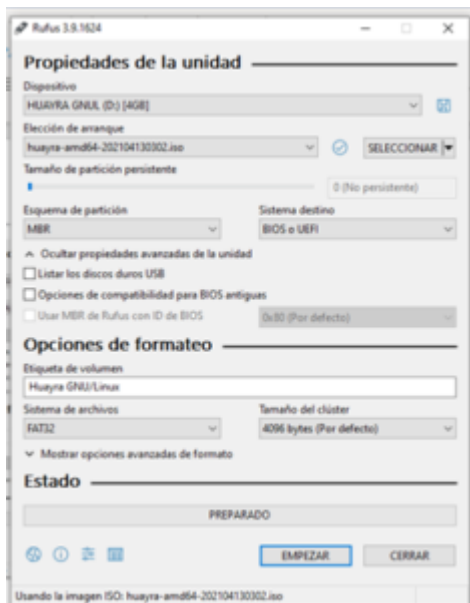 Rufus 3.9.1624
Propiedades de la unidad
Dispositivo
HUAYRA GNUL (D:) [4GB]
Elección de arranque
huayra-amd64-202104130302.iso
SELECCIONAR
Tamaño de partición persistente
0 (No persistente)
Esquema de partición Sistema destino
MBR BIOS o UEFI
Ocultar propiedades avanzadas de la unidad
Listar los discos duros USB
Opciones de compatibilidad para BIOS antiguas
Usar MBR de Rufus con ID de BIOS 0x80 (Por defecto)
Opciones de formateo
Etiqueta de volumen
Huayra GNU/Linux
Sistema de archivos Tamaño del clúster
FAT32 4096 bytes (Por defecto)
Mostrar opciones avanzadas de formato
Estado
PREPARADO
EMPEZAR CERRAR
Usando la imagen ISO: huayra-amd64-202104130302.iso